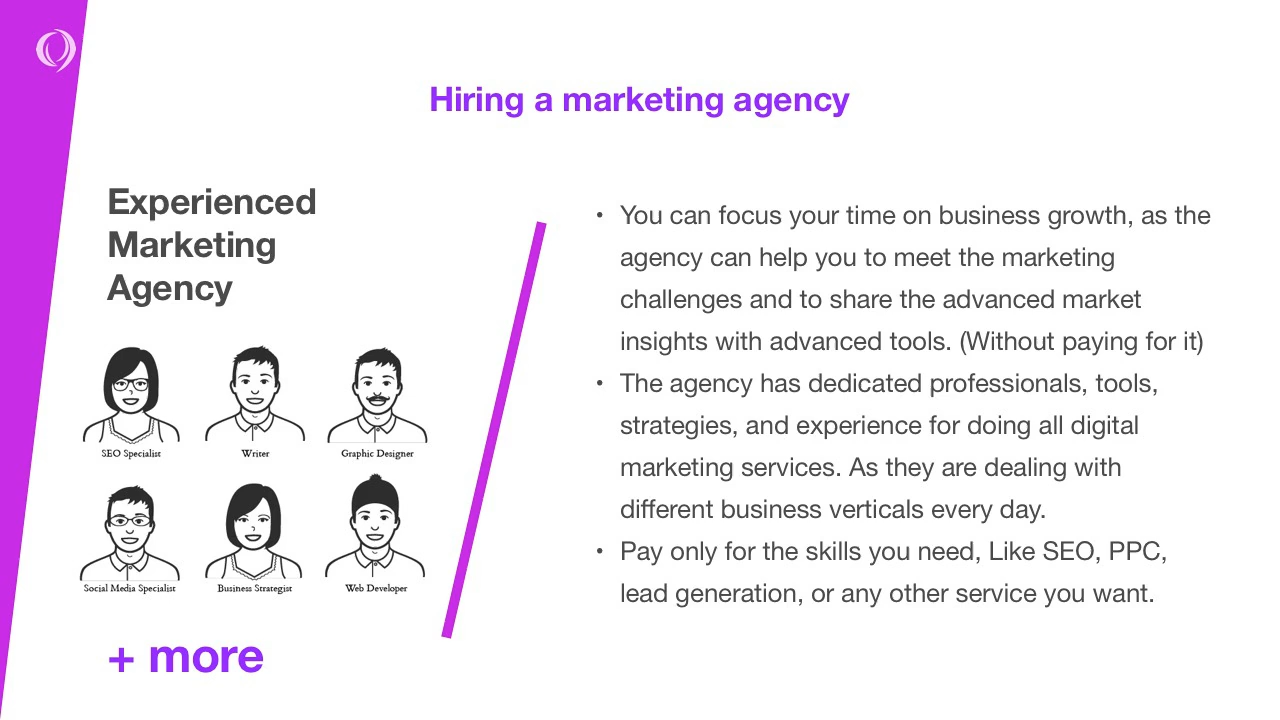 Hiring a marketing agency
Experienced
Marketing
Agency
SEO Specialist
Writer
Graphic Designer
Social Media Specialist
Business Strategist
Web Developer
+ more
• You can focus your time on business growth, as the
agency can help you to meet the marketing
challenges and to share the advanced market
insights with advanced tools. (Without paying for it)
• The agency has dedicated professionals, tools,
strategies, and experience for doing all digital
marketing services. As they are dealing with
different business verticals every day.
• Pay only for the skills you need, Like SEO, PPC,
lead generation, or any other service you want.